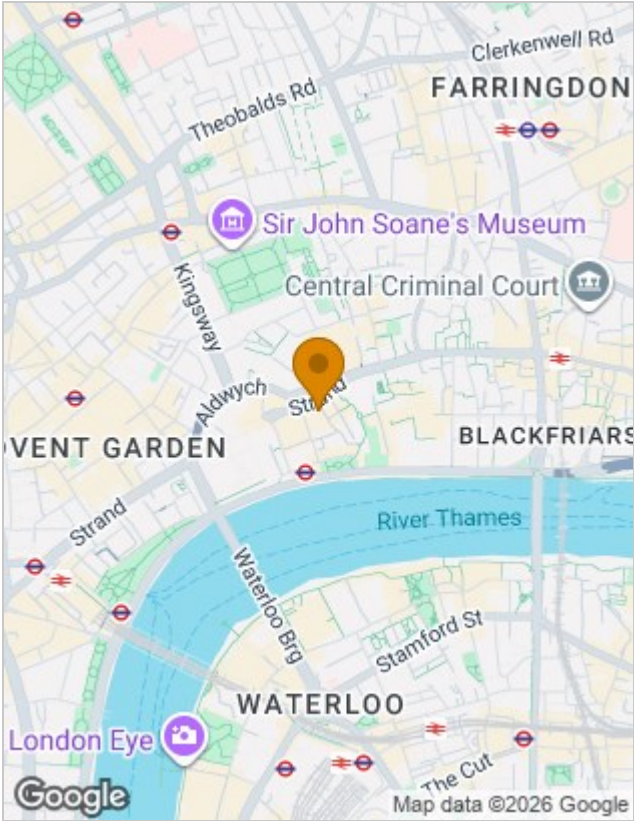 Clerkenwell Rd
FARRINGDON
Theobalds Rd
Sir John Soane's Museum
Kingsway
Central Criminal Court
Aldwych
Strand
OVENT GARDEN
BLACKFRIARS
Strand
River Thames
Waterloo Brg
Stamford St
WATERLOO
London Eye
The Cut
Google
Map data ©2026 Google